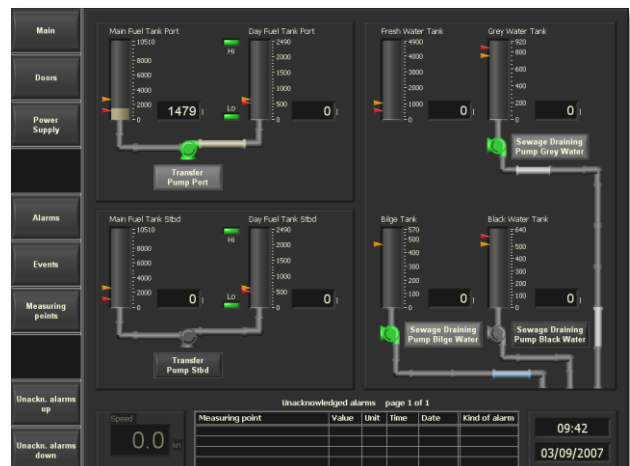 Main
Doors
Power
Supply
Alarms
Events
Measuring
points
Unackn. alarms
up
Unackn. alarms
down
Main Fuel Tank Port
10510
8000
6000
4000
2000
0
1479 l
Hi
Lo
Day Fuel Tank Port
2490
2000
1500
1000
500
0
0 l
Transfer
Pump Port
Fresh Water Tank
4900
4000
3000
2000
1000
0
0 l
Grey Water Tank
920
800
600
400
200
0
0 l
Sewage Draining
Pump Grey Water
Main Fuel Tank Stbd
10510
8000
6000
4000
2000
0
0 l
Hi
Lo
Day Fuel Tank Stbd
2490
2000
1500
1000
500
0
0 l
Transfer
Pump Stbd
Bilge Tank
570
500
400
300
200
100
0
0 l
Sewage Draining
Pump Bilge Water
Black Water Tank
640
500
400
300
200
100
0
0 l
Sewage Draining
Pump Black Water
Unacknowledged alarms page 1 of 1
Speed
0.0 kn
Measuring point Value Unit Time Date Kind of alarm
09:42
03/09/2007